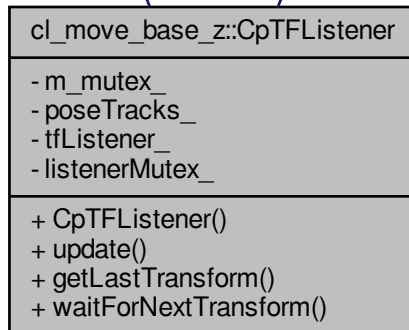 cl_move_base_z::CpTFListener
- m_mutex_
- poseTracks_
- tfListener_
- listenerMutex_
+ CpTFListener()
+ update()
+ getLastTransform()
+ waitForNextTransform()